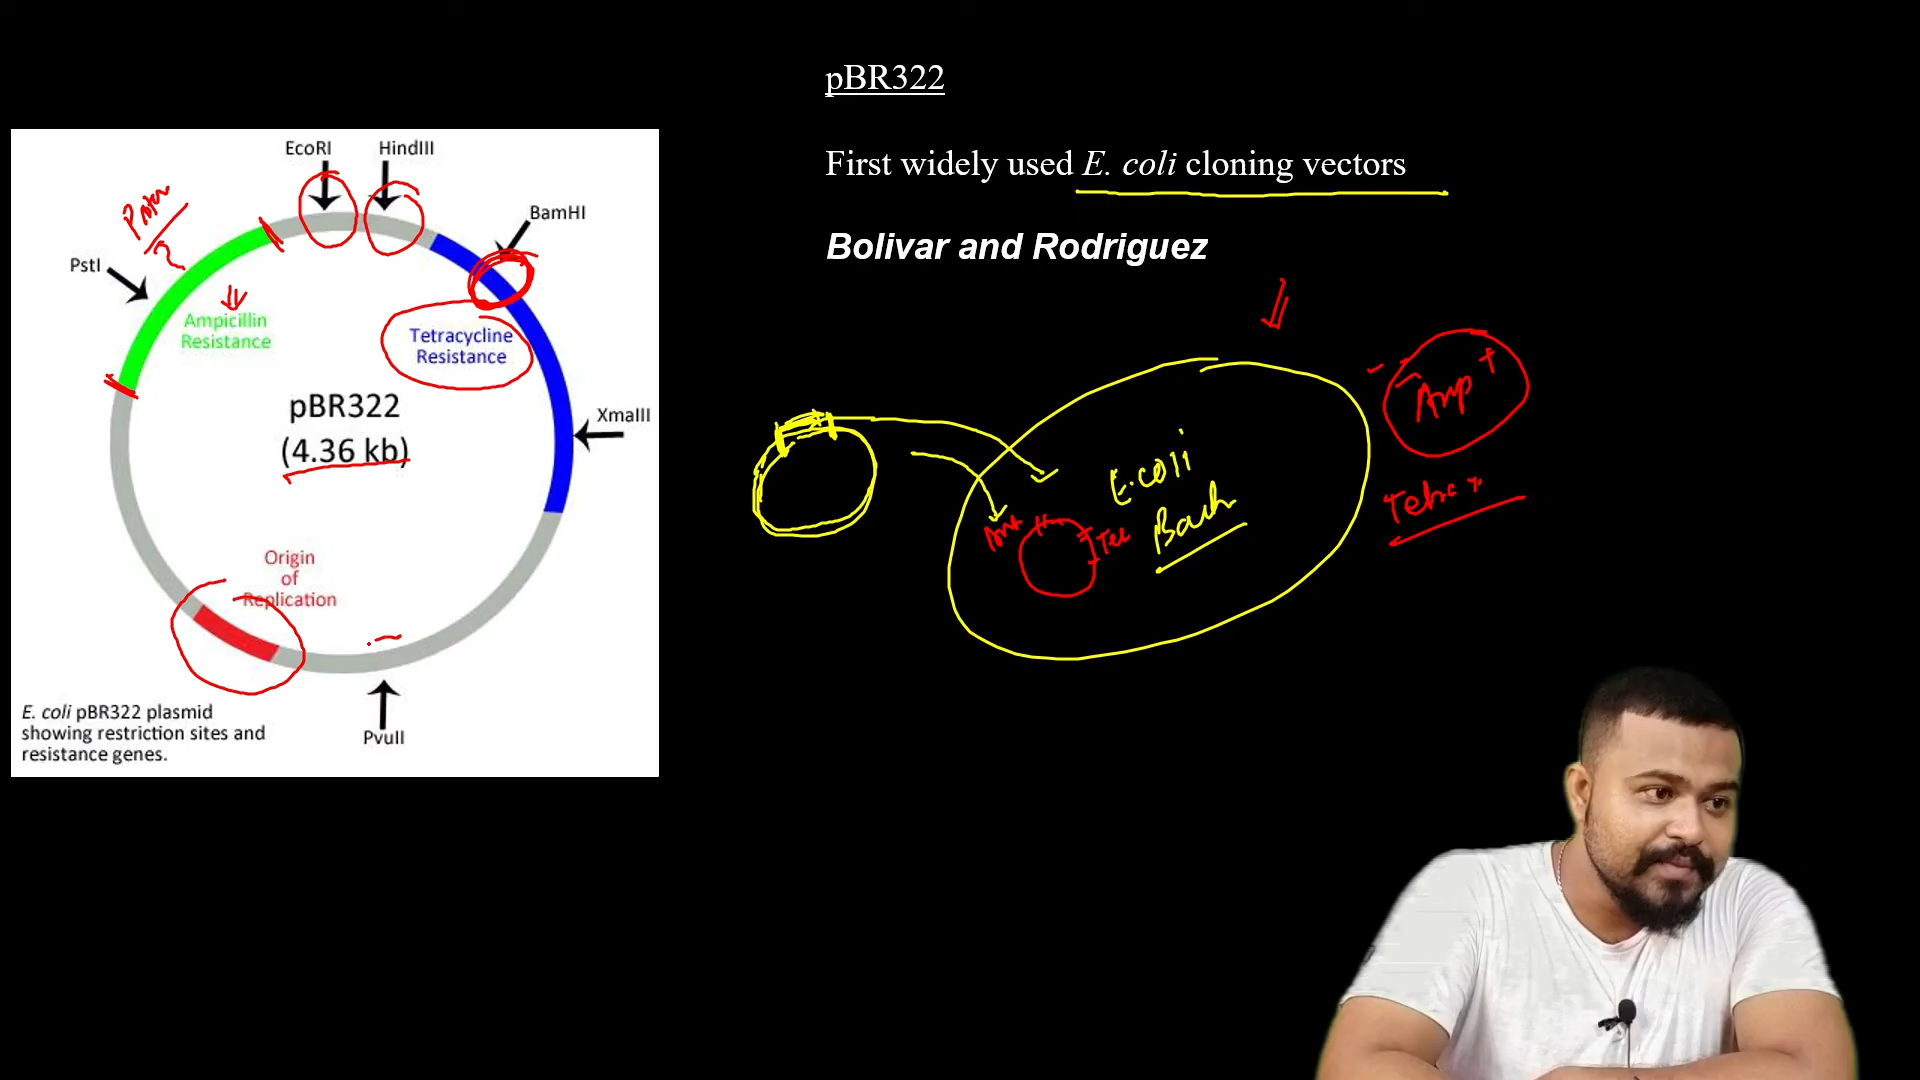 pBR322
First widely used E. coli cloning vectors
Bolivar and Rodriguez
EcoRI
HindIII
BamHI
PstI
Ampicillin
Resistance
Tetracycline
Resistance
pBR322
(4.36 kb)
XmaIII
Origin
of
Replication
PvuII
E. coli pBR322 plasmid
showing restriction sites and
resistance genes.
E.coli
Amp +